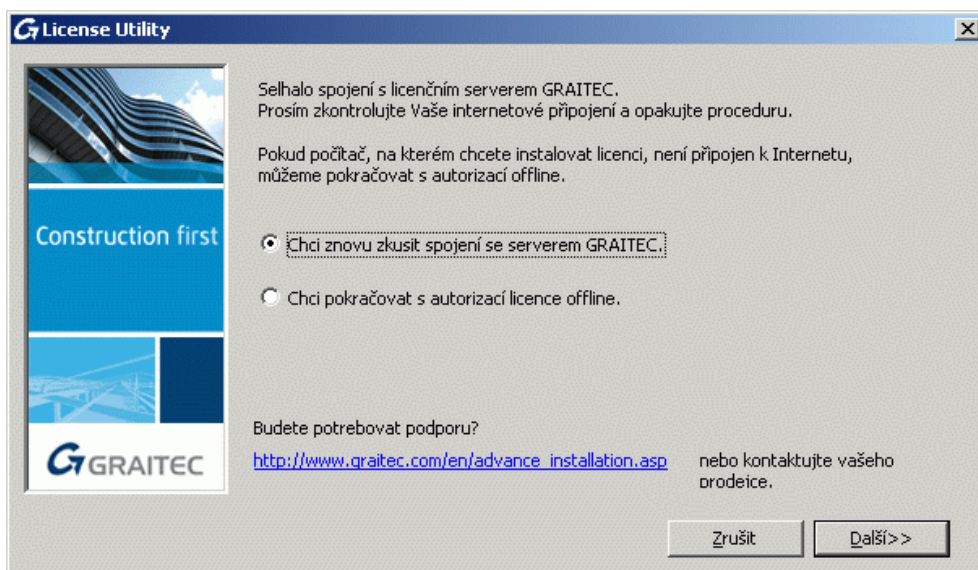 License Utility
Selhalo spojení s licenčním serverem GRAITEC.
Prosím zkontrolujte Vaše internetové připojení a opakujte proceduru.
Pokud počítač, na kterém chcete instalovat licenci, není připojen k Internetu,
můžeme pokračovat s autorizací offline.
Construction first
Chci znovu zkusit spojení se serverem GRAITEC.
Chci pokračovat s autorizací licence offline.
Budete potrebovat podporu?
http://www.graitec.com/en/advance_installation.asp nebo kontaktujte vašeho
prodejce.
GRAITEC
Zrušit Další>>